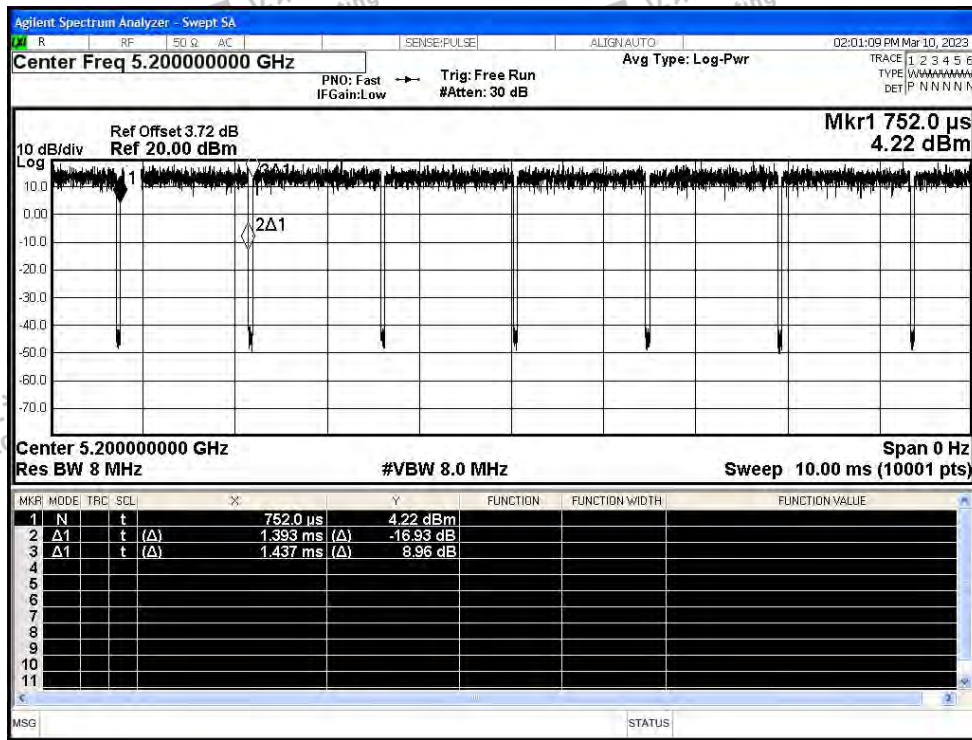 Agilent Spectrum Analyzer - Swept SA
R RF 50 Ω AC SENSE:PULSE ALIGN AUTO 02:01:09 PM Mar 10, 2023
Center Freq 5.200000000 GHz
PNO: Fast
IFGain:Low
Trig: Free Run
#Atten: 30 dB
Avg Type: Log-Pwr
TRACE 1 2 3 4 5 6
TYPE
DET P N N N N N
Mkr1 752.0 µs
4.22 dBm
Ref Offset 3.72 dB
10 dB/div Ref 20.00 dBm
Log
10.0
0.00
-10.0
-20.0
-30.0
-40.0
-50.0
-60.0
-70.0
1
3Δ1
2Δ1
Center 5.200000000 GHz Span 0 Hz
Res BW 8 MHz #VBW 8.0 MHz Sweep 10.00 ms (10001 pts)
MKR MODE TRC SCL X Y FUNCTION FUNCTION WIDTH FUNCTION VALUE
1 N t 752.0 µs 4.22 dBm
2 Δ1 t (Δ) 1.393 ms (Δ) -16.93 dB
3 Δ1 t (Δ) 1.437 ms (Δ) 8.96 dB
4
5
6
7
8
9
10
11
MSG STATUS